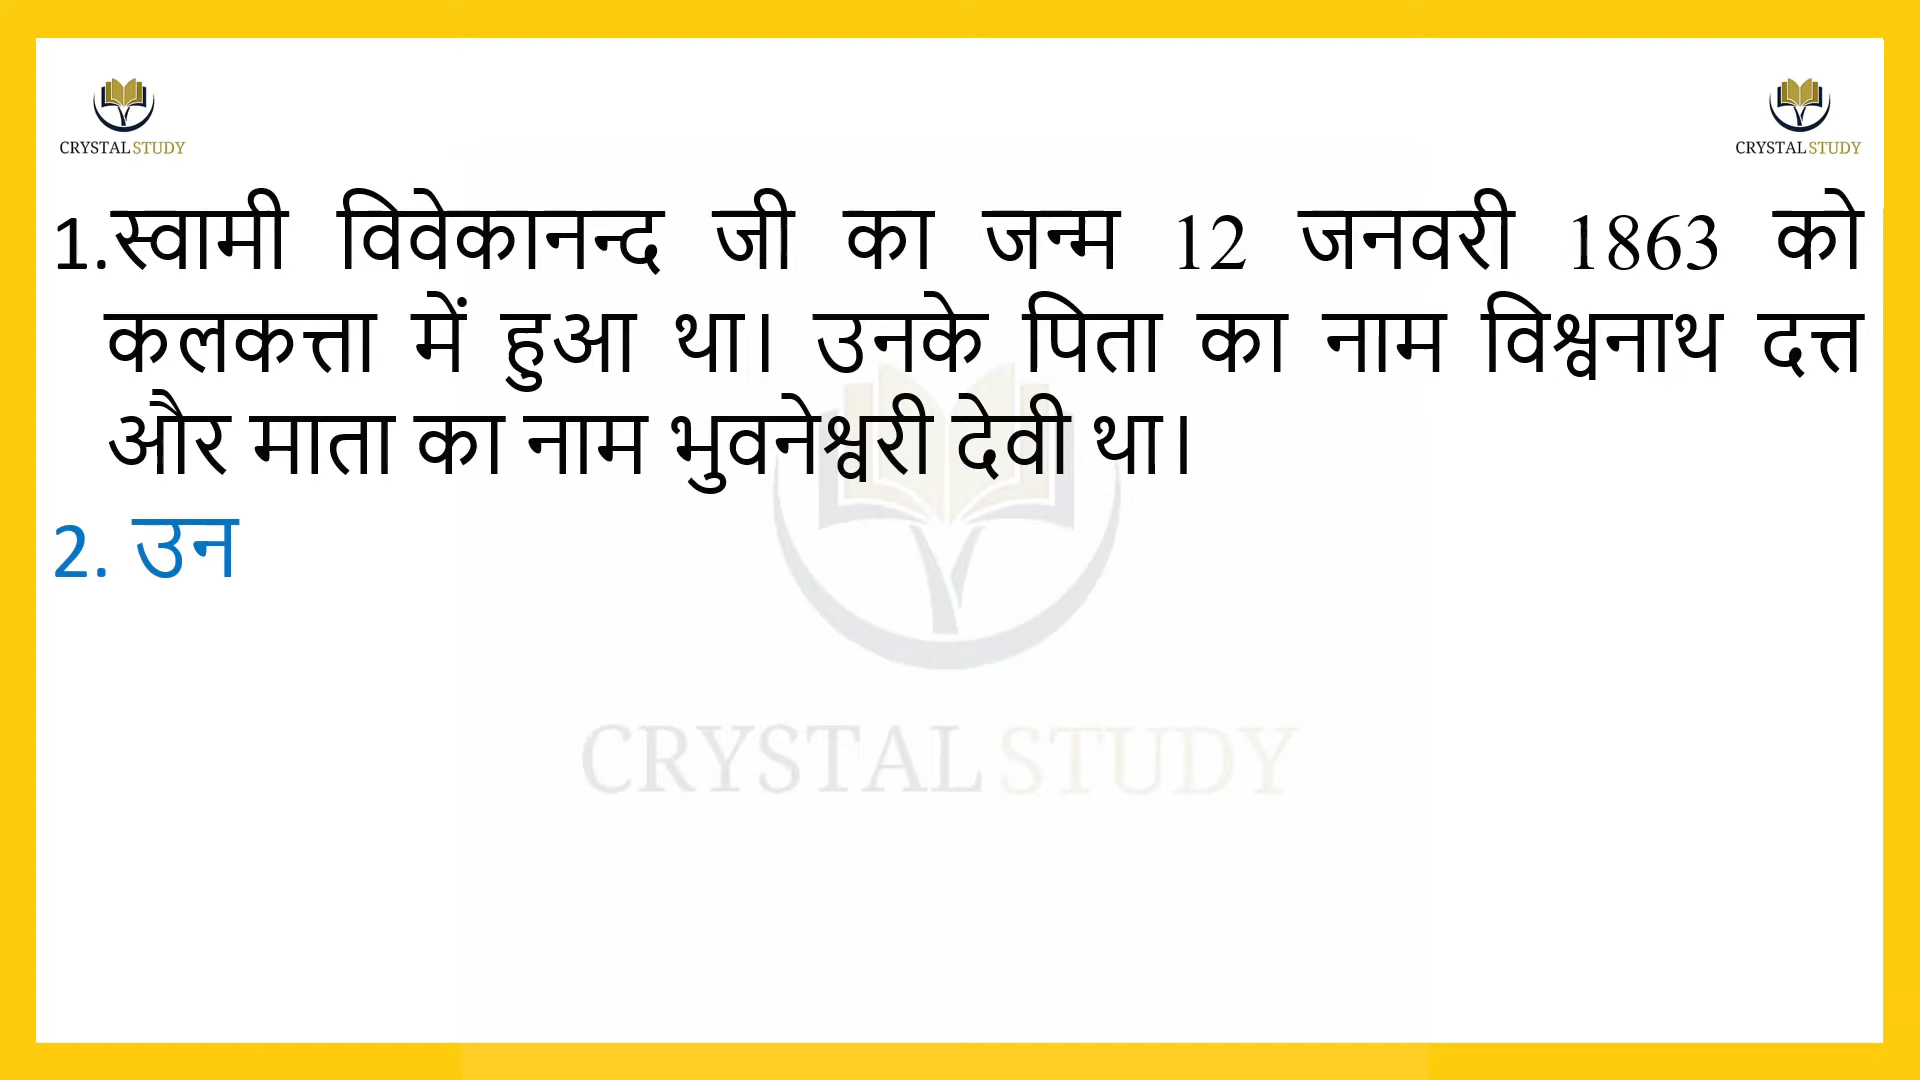 CRYSTAL STUDY
CRYSTAL STUDY
1.स्वामी विवेकानन्द जी का जन्म 12 जनवरी 1863 को
कलकत्ता में हुआ था। उनके पिता का नाम विश्वनाथ दत्त
और माता का नाम भुवनेश्वरी देवी था।
2. उन
CRYSTAL STUDY